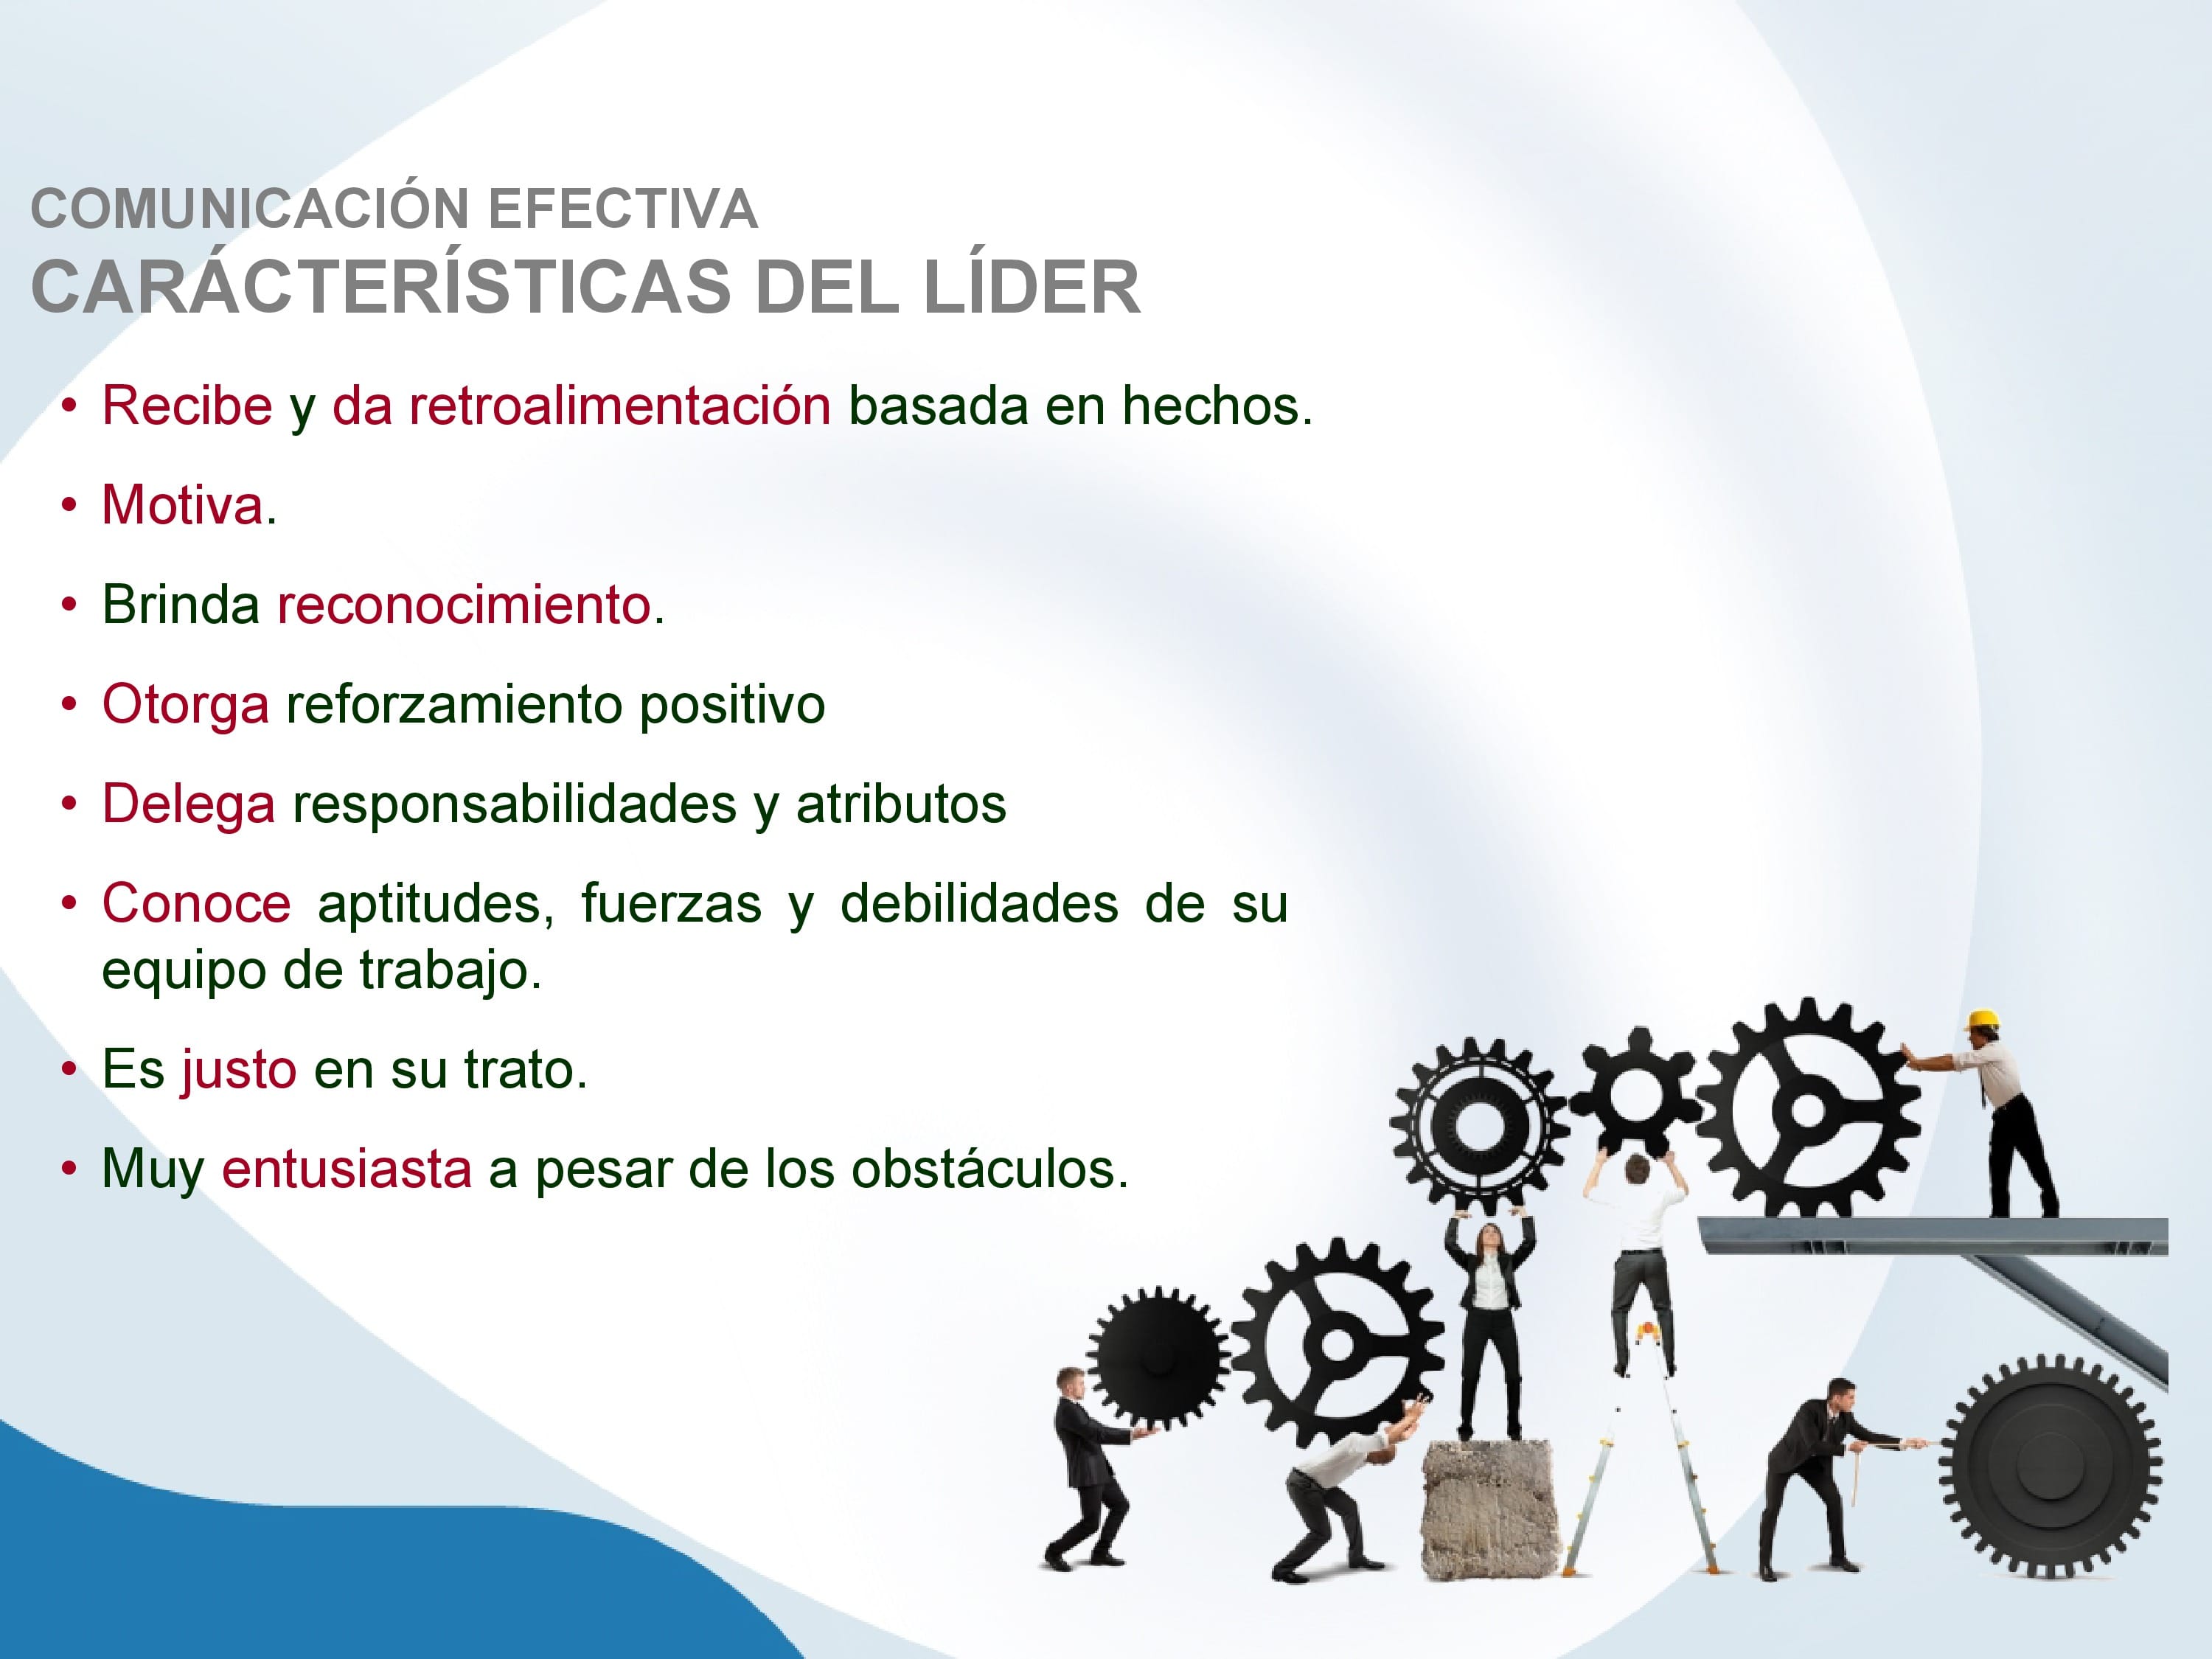 COMUNICACIÓN EFECTIVA
CARÁCTERÍSTICAS DEL LÍDER
• Recibe y da retroalimentación basada en hechos.
• Motiva.
• Brinda reconocimiento.
• Otorga reforzamiento positivo
• Delega responsabilidades y atributos
• Conoce aptitudes, fuerzas y debilidades de su
equipo de trabajo.
• Es justo en su trato.
• Muy entusiasta a pesar de los obstáculos.